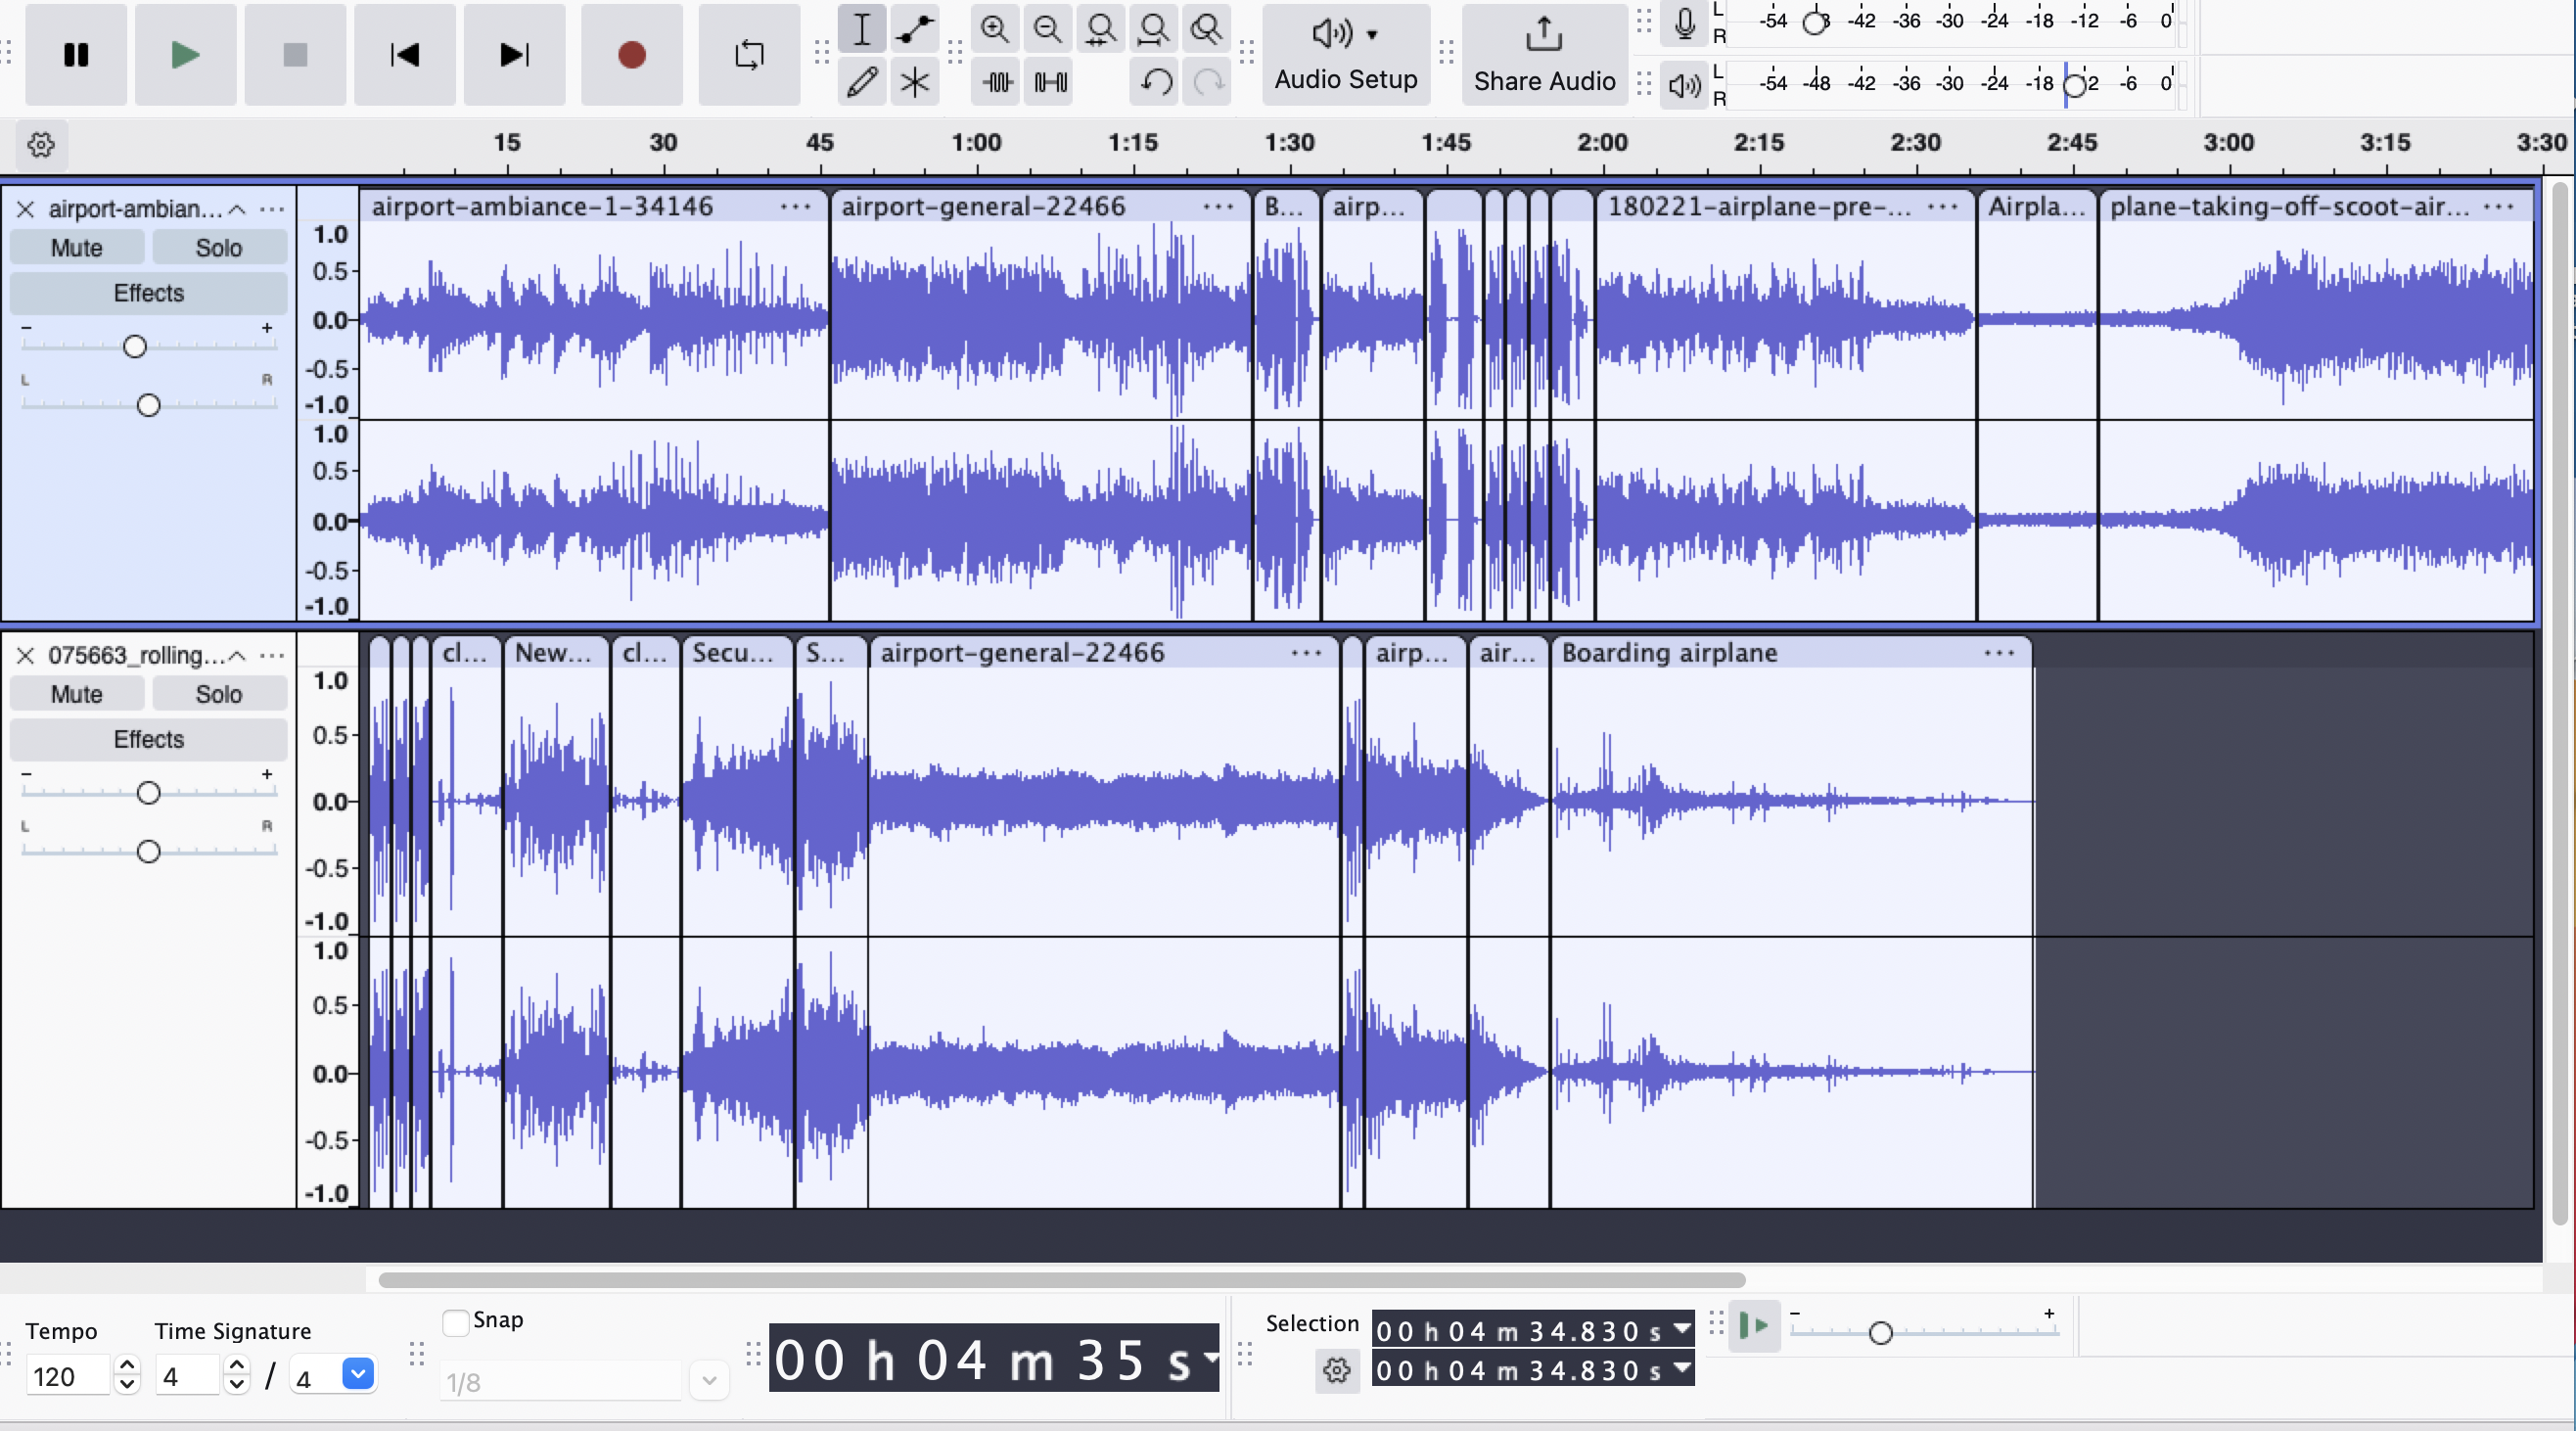 L -54 -42 -36 -30 -24 -18 -12 -6 0
R
Audio Setup Share Audio
L -54 -48 -42 -36 -30 -24 -18 -6 0
R
15 30 45 1:00 1:15 1:30 1:45 2:00 2:15 2:30 2:45 3:00 3:15 3:30
airport-ambian... ... airport-ambiance-1-34146 ... airport-general-22466 ... B... airp... 180221-airplane-pre-... ... Airpla... plane-taking-off-scoot-air... ...
Mute Solo
Effects
- +
L R
1.0
0.5
0.0
-0.5
-1.0
1.0
0.5
0.0
-0.5
-1.0
075663_rolling... ... cl... New... cl... Secu... S... airport-general-22466 ... airp... air... Boarding airplane ...
Mute Solo
Effects
- +
L R
1.0
0.5
0.0
-0.5
-1.0
1.0
0.5
0.0
-0.5
-1.0
Tempo Time Signature Snap
120 4 / 4 1/8
00 h 04 m 35 s
Selection 00 h 04 m 34.830 s
00 h 04 m 34.830 s
- +